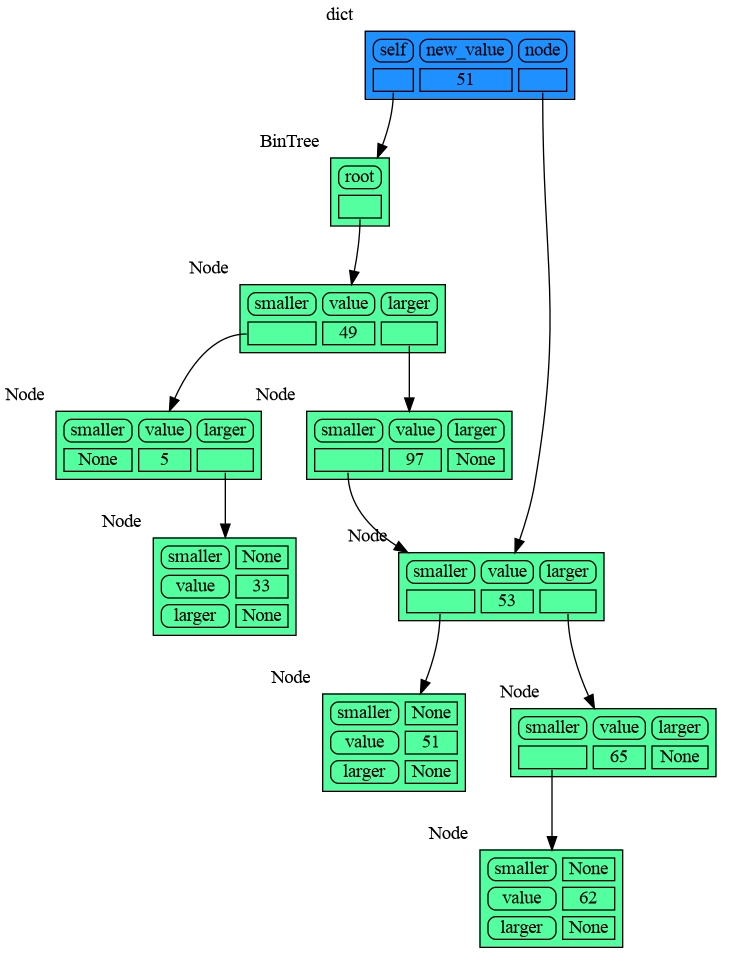 dict
self new_value node
51
BinTree
root
Node
smaller value larger
49
Node
smaller value larger
None 5
Node
smaller value larger
97 None
Node
smaller None
value 33
larger None
Node
smaller value larger
53
Node
smaller None
value 51
larger None
Node
smaller value larger
65 None
Node
smaller None
value 62
larger None